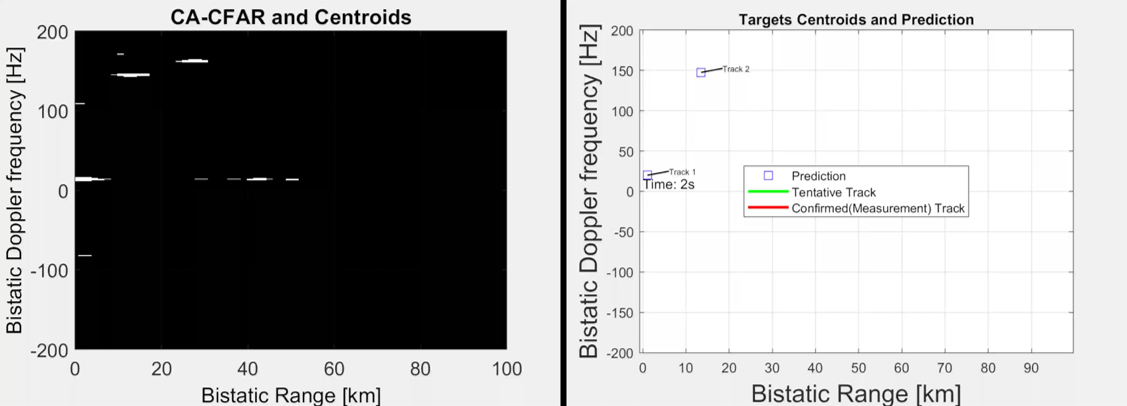 CA-CFAR and Centroids
Bistatic Doppler frequency [Hz]
200
100
0
-100
-200
0 20 40 60 80 100
Bistatic Range [km]
Targets Centroids and Prediction
Bistatic Doppler frequency [Hz]
200
150
100
50
0
-50
-100
-150
-200
Track 2
Track 1
Time: 2s
Prediction
Tentative Track
Confirmed(Measurement) Track
0 10 20 30 40 50 60 70 80 90
Bistatic Range [km]